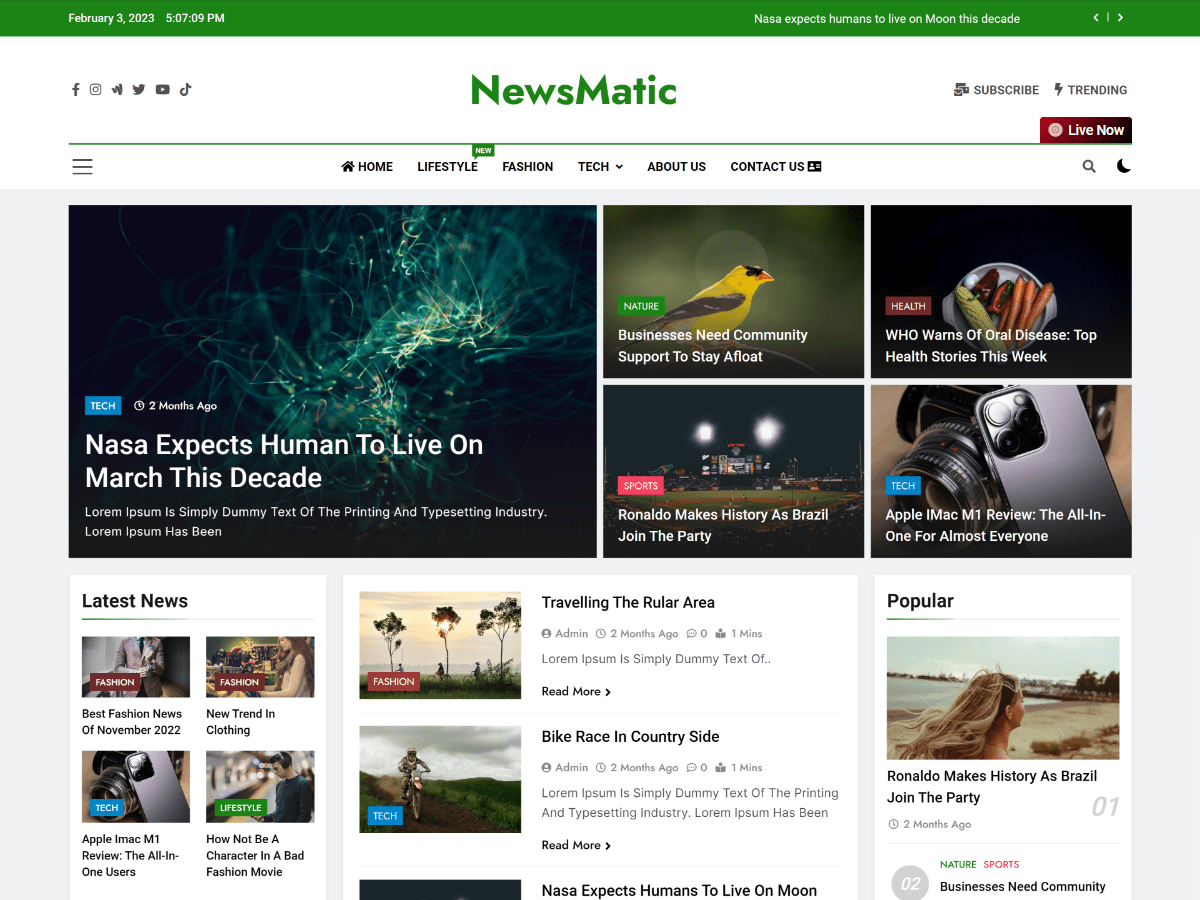 February 3, 2023 5:07:09 PM
Nasa expects humans to live on Moon this decade
NewsMatic
SUBSCRIBE
TRENDING
Live Now
NEW
HOME
LIFESTYLE
FASHION
TECH
ABOUT US
CONTACT US
TECH
2 Months Ago
Nasa Expects Human To Live On
March This Decade
Lorem Ipsum Is Simply Dummy Text Of The Printing And Typesetting Industry.
Lorem Ipsum Has Been
NATURE
Businesses Need Community
Support To Stay Afloat
HEALTH
WHO Warns Of Oral Disease: Top
Health Stories This Week
SPORTS
Ronaldo Makes History As Brazil
Join The Party
TECH
Apple IMac M1 Review: The All-In-
One For Almost Everyone
Latest News
FASHION
Best Fashion News
Of November 2022
FASHION
New Trend In
Clothing
TECH
Apple Imac M1
Review: The All-In-
One Users
LIFESTYLE
How Not Be A
Character In A Bad
Fashion Movie
FASHION
Travelling The Rular Area
Admin 2 Months Ago 0 1 Mins
Lorem Ipsum Is Simply Dummy Text Of..
Read More
TECH
Bike Race In Country Side
Admin 2 Months Ago 0 1 Mins
Lorem Ipsum Is Simply Dummy Text Of The Printing
And Typesetting Industry. Lorem Ipsum Has Been
Read More
Nasa Expects Humans To Live On Moon
Popular
Ronaldo Makes History As Brazil
Join The Party
01
2 Months Ago
02
NATURE SPORTS
Businesses Need Community